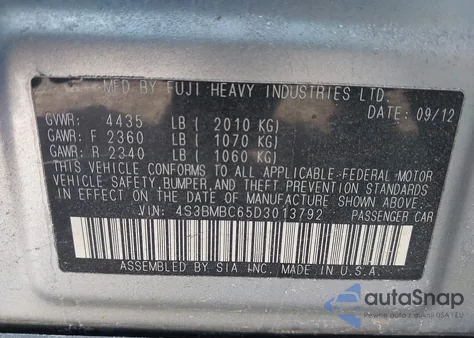 MFD BY FUJI HEAVY INDUSTRIES LTD.
DATE: 09/12
GVWR: 4435 LB ( 2010 KG)
GAWR: F 2360 LB ( 1070 KG)
GAWR: R 2340 LB ( 1060 KG)
THIS VEHICLE CONFORMS TO ALL APPLICABLE FEDERAL MOTOR
VEHICLE SAFETY, BUMPER, AND THEFT PREVENTION STANDARDS
IN EFFECT ON THE DATE OF MANUFACTURE SHOWN ABOVE.
VIN: 4S3BMBC65D3013792 PASSENGER CAR
ASSEMBLED BY SIA INC. MADE IN U.S.A.
autoSnap